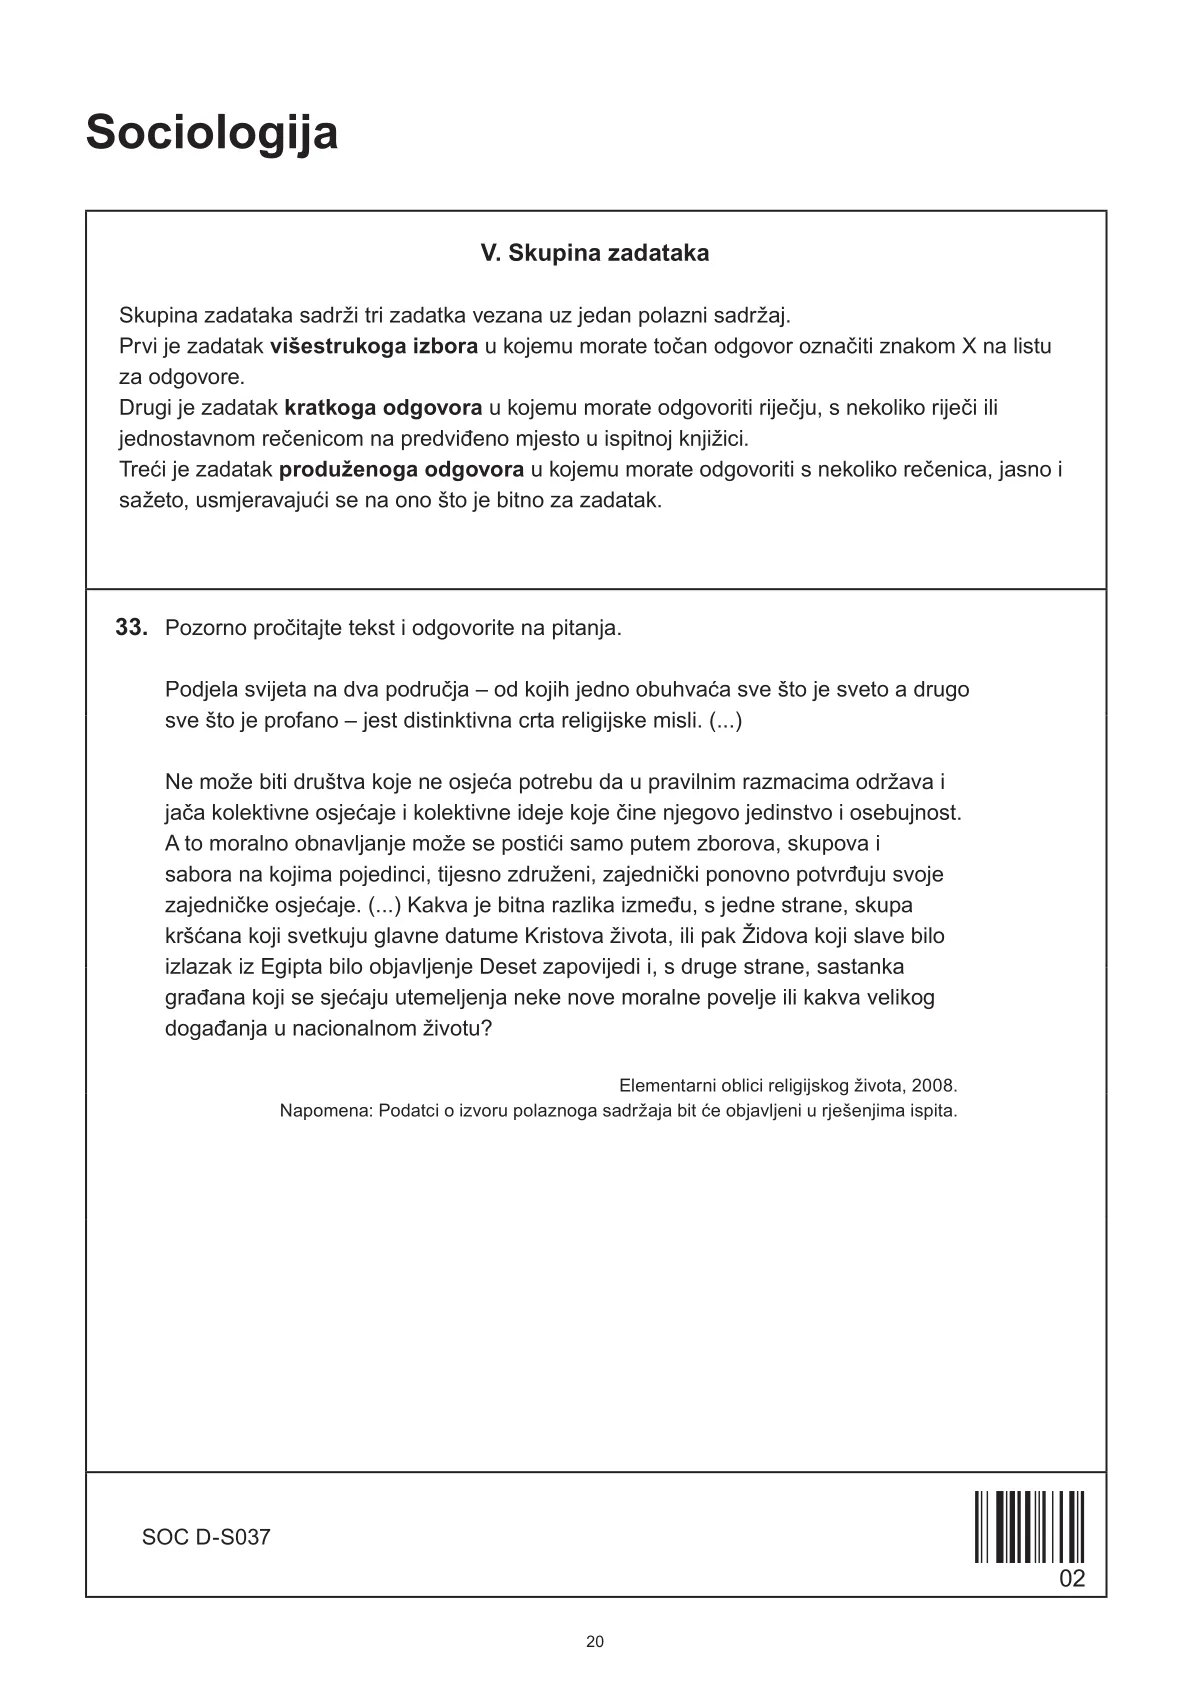 Sociologija
V. Skupina zadataka
Skupina zadataka sadrži tri zadatka vezana uz jedan polazni sadržaj.
Prvi je zadatak višestrukoga izbora u kojemu morate točan odgovor označiti znakom X na listu
za odgovore.
Drugi je zadatak kratkoga odgovora u kojemu morate odgovoriti riječju, s nekoliko riječi ili
jednostavnom rečenicom na predviđeno mjesto u ispitnoj knjižici.
Treći je zadatak produženoga odgovora u kojemu morate odgovoriti s nekoliko rečenica, jasno i
sažeto, usmjeravajući se na ono što je bitno za zadatak.
33. Pozorno pročitajte tekst i odgovorite na pitanja.
Podjela svijeta na dva područja – od kojih jedno obuhvaća sve što je sveto a drugo
sve što je profano – jest distinktivna crta religijske misli. (...)
Ne može biti društva koje ne osjeća potrebu da u pravilnim razmacima održava i
jača kolektivne osjećaje i kolektivne ideje koje čine njegovo jedinstvo i osebujnost.
A to moralno obnavljanje može se postići samo putem zborova, skupova i
sabora na kojima pojedinci, tijesno združeni, zajednički ponovno potvrđuju svoje
zajedničke osjećaje. (...) Kakva je bitna razlika između, s jedne strane, skupa
kršćana koji svetkuju glavne datume Kristova života, ili pak Židova koji slave bilo
izlazak iz Egipta bilo objavljenje Deset zapovijedi i, s druge strane, sastanka
građana koji se sjećaju utemeljenja neke nove moralne povelje ili kakva velikog
događanja u nacionalnom životu?
Elementarni oblici religijskog života, 2008.
Napomena: Podatci o izvoru polaznoga sadržaja bit će objavljeni u rješenjima ispita.
SOC D-S037
02
20